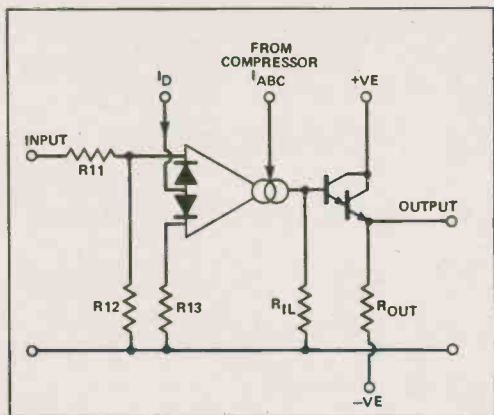 FROM
COMPRESSOR
I_D
I_ABC
+VE
INPUT
R11
OUTPUT
R12
R13
R_IL
R_OUT
-VE